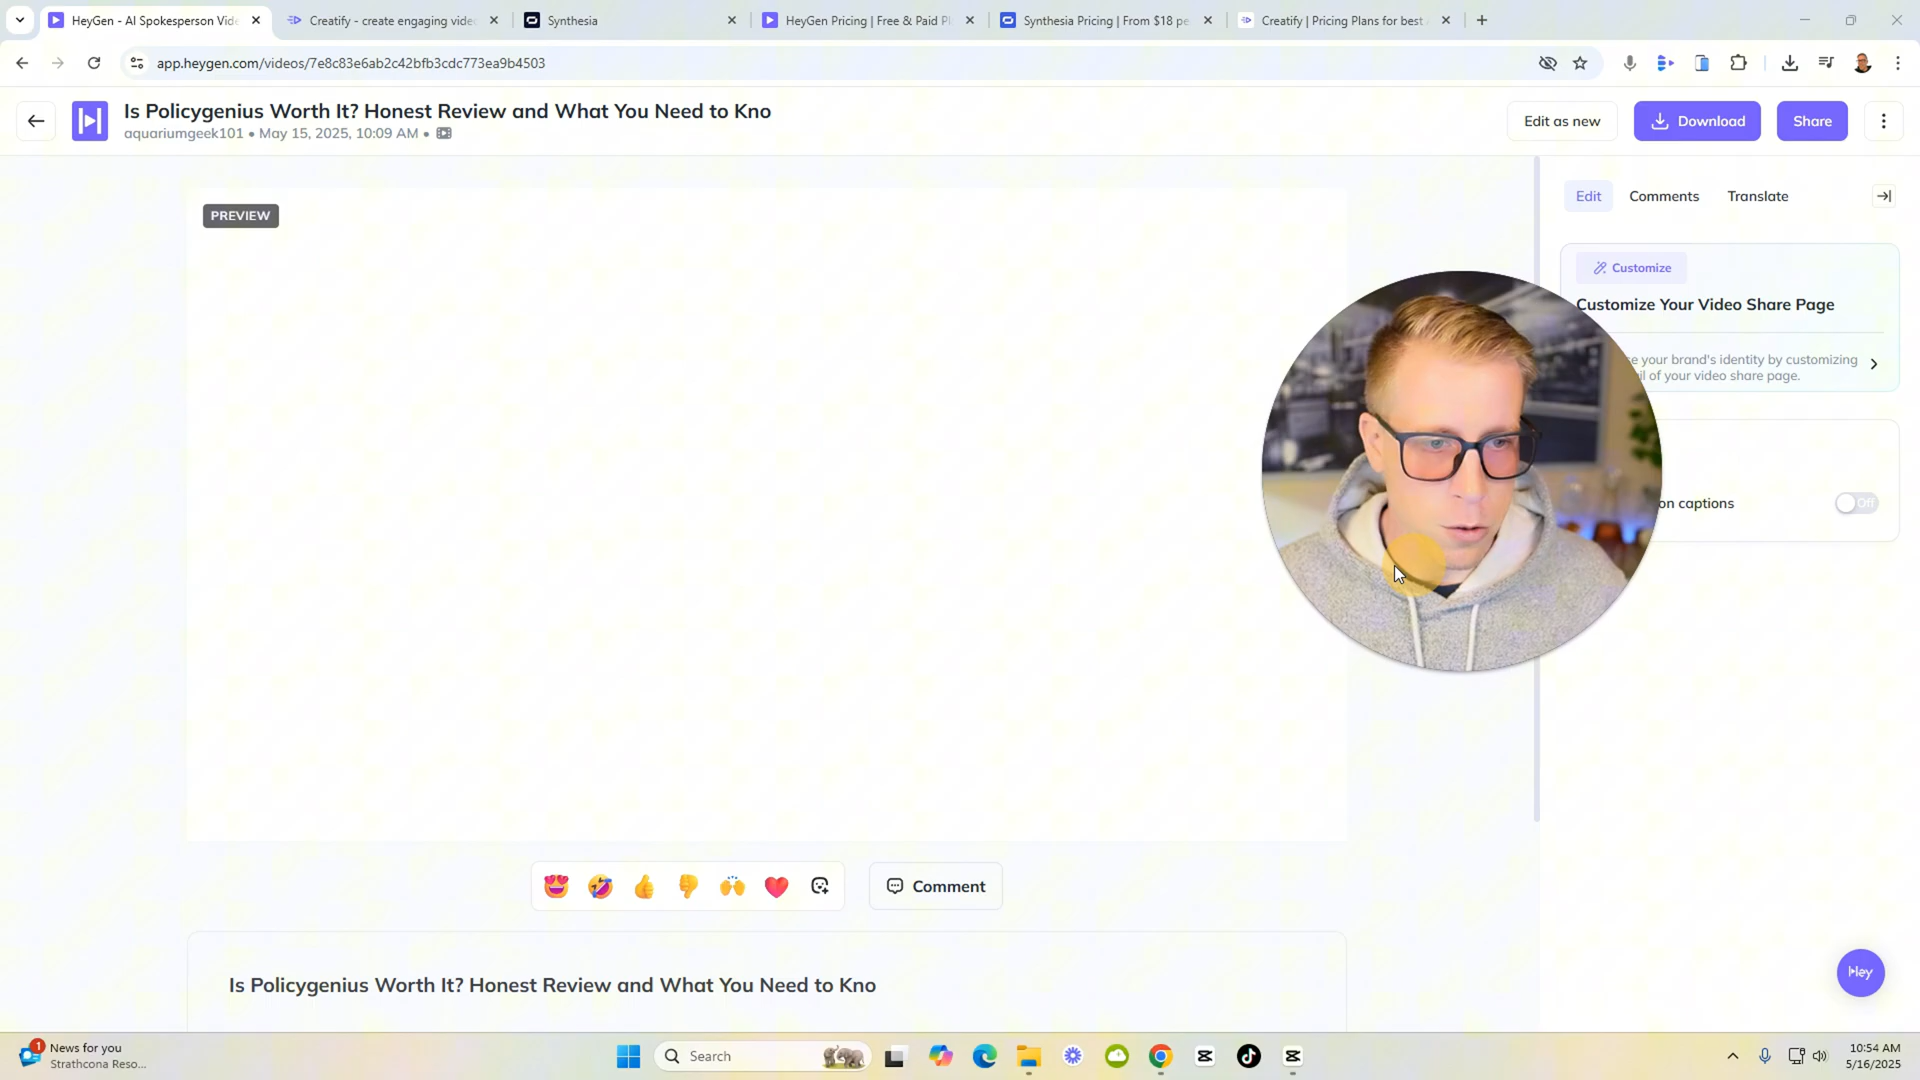 HeyGen - AI Spokesperson Vide
Creatify - create engaging video
Synthesia
HeyGen Pricing | Free & Paid Pl
Synthesia Pricing | From $18 pe
Creatify | Pricing Plans for best
app.heygen.com/videos/7e8c83e6ab2c42bfb3cdc773ea9b4503
Is Policygenius Worth It? Honest Review and What You Need to Kno
aquariumgeek101 • May 15, 2025, 10:09 AM •
Edit as new
Download
Share
PREVIEW
Edit
Comments
Translate
Customize
Customize Your Video Share Page
se your brand's identity by customizing
il of your video share page.
on captions
Off
Comment
Is Policygenius Worth It? Honest Review and What You Need to Kno
Hey
1
News for you
Strathcona Reso...
Search
10:54 AM
5/16/2025